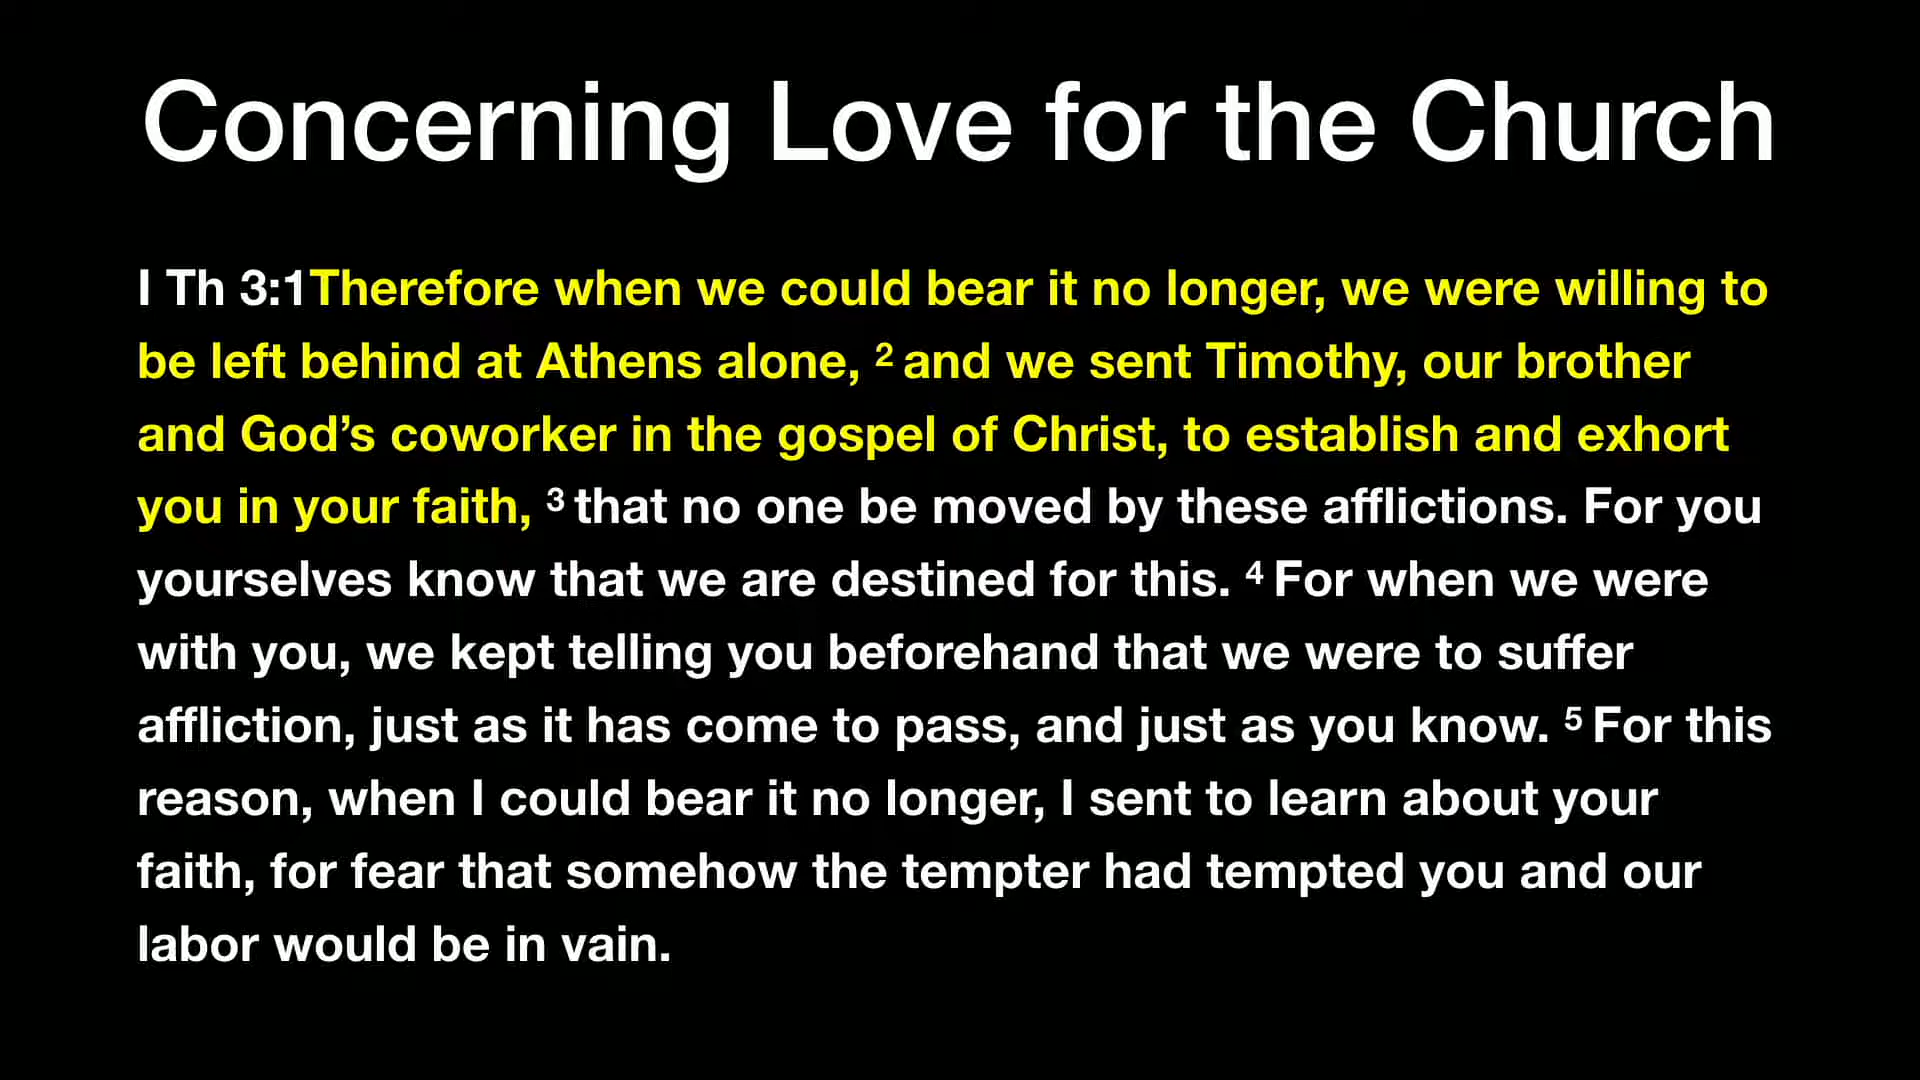 Concerning Love for the Church
I Th 3:1Therefore when we could bear it no longer, we were willing to
be left behind at Athens alone, ² and we sent Timothy, our brother
and God’s coworker in the gospel of Christ, to establish and exhort
you in your faith, ³ that no one be moved by these afflictions. For you
yourselves know that we are destined for this. ⁴ For when we were
with you, we kept telling you beforehand that we were to suffer
affliction, just as it has come to pass, and just as you know. ⁵ For this
reason, when I could bear it no longer, I sent to learn about your
faith, for fear that somehow the tempter had tempted you and our
labor would be in vain.